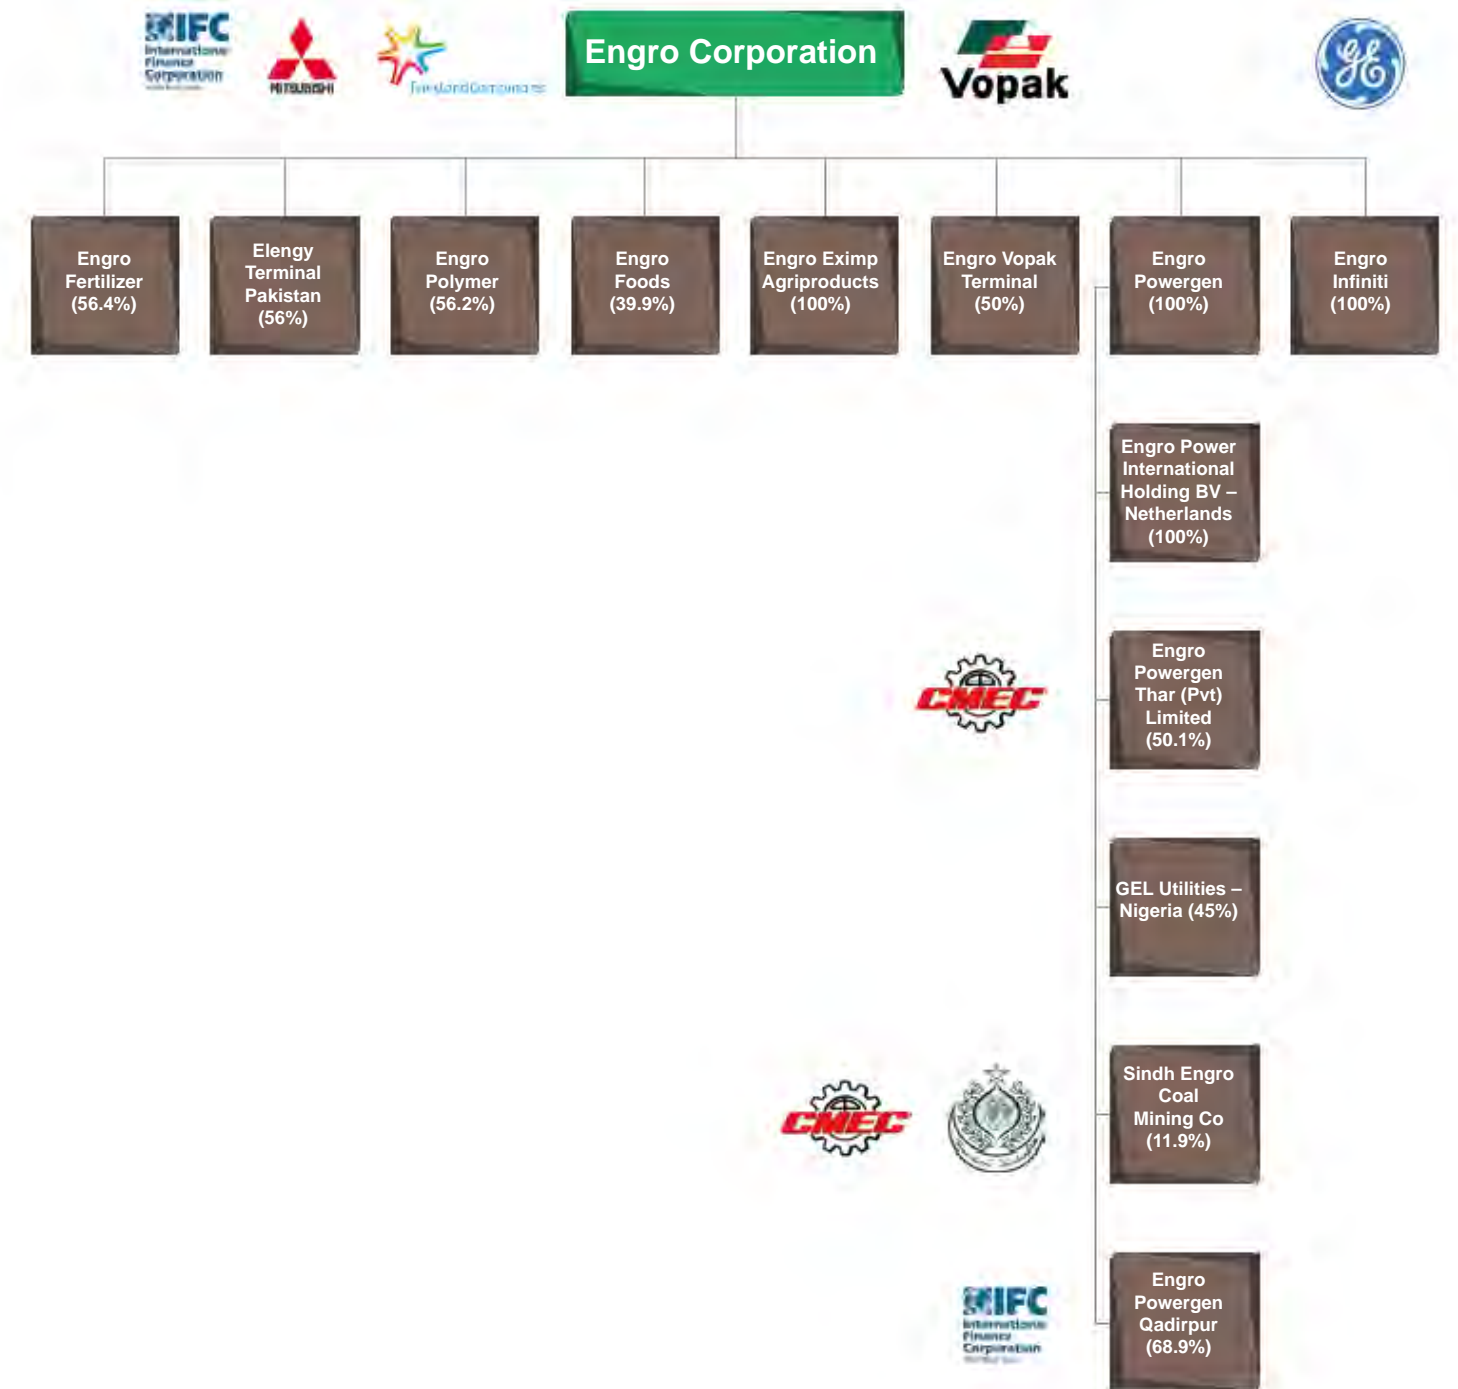 IFC
International
Finance
Corporation
MITSUBISHI
FrieslandCampina
Engro Corporation
Vopak
GE
Engro
Fertilizer
(56.4%)
Elengy
Terminal
Pakistan
(56%)
Engro
Polymer
(56.2%)
Engro
Foods
(39.9%)
Engro Eximp
Agriproducts
(100%)
Engro Vopak
Terminal
(50%)
Engro
Powergen
(100%)
Engro
Infiniti
(100%)
Engro Power
International
Holding BV –
Netherlands
(100%)
CMEC
Engro
Powergen
Thar (Pvt)
Limited
(50.1%)
GEL Utilities –
Nigeria (45%)
CMEC
Sindh Engro
Coal
Mining Co
(11.9%)
IFC
International
Finance
Corporation
Engro
Powergen
Qadirpur
(68.9%)